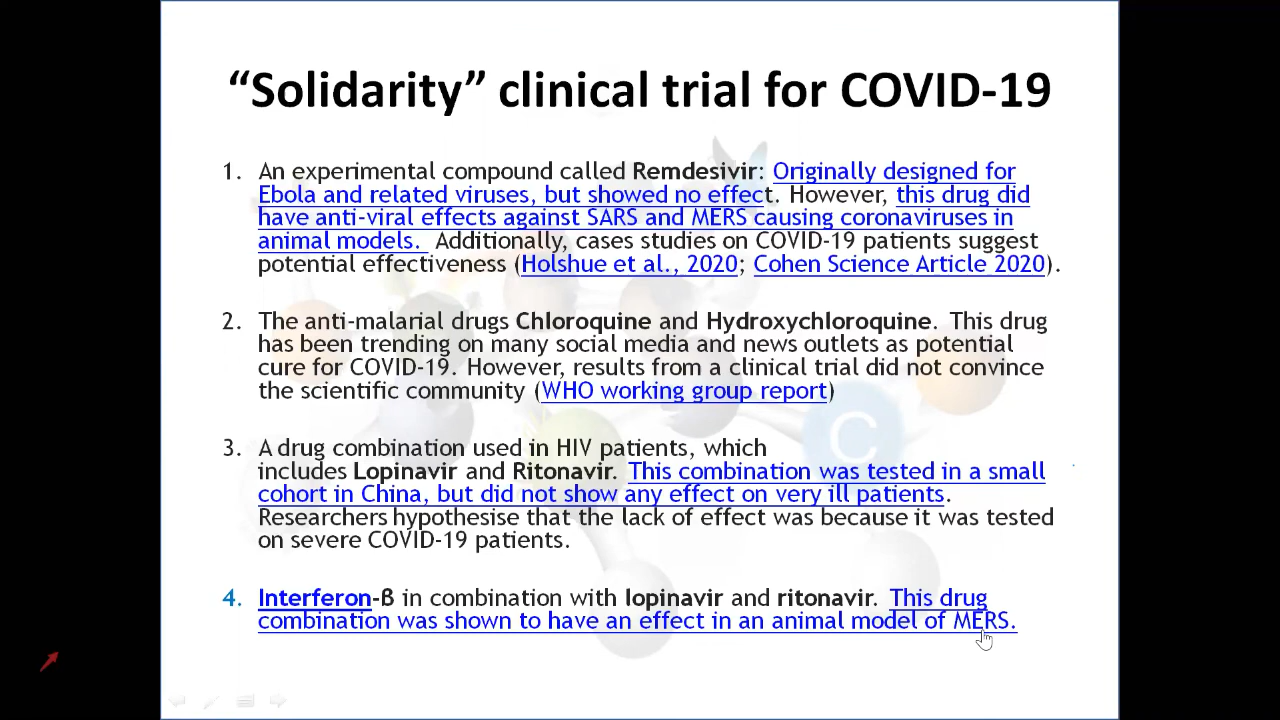 “Solidarity” clinical trial for COVID-19
1. An experimental compound called Remdesivir: Originally designed for
Ebola and related viruses, but showed no effect. However, this drug did
have anti-viral effects against SARS and MERS causing coronaviruses in
animal models. Additionally, cases studies on COVID-19 patients suggest
potential effectiveness (Holshue et al., 2020; Cohen Science Article 2020).
2. The anti-malarial drugs Chloroquine and Hydroxychloroquine. This drug
has been trending on many social media and news outlets as potential
cure for COVID-19. However, results from a clinical trial did not convince
the scientific community (WHO working group report)
3. A drug combination used in HIV patients, which
includes Lopinavir and Ritonavir. This combination was tested in a small
cohort in China, but did not show any effect on very ill patients.
Researchers hypothesise that the lack of effect was because it was tested
on severe COVID-19 patients.
4. Interferon-β in combination with lopinavir and ritonavir. This drug
combination was shown to have an effect in an animal model of MERS.
C